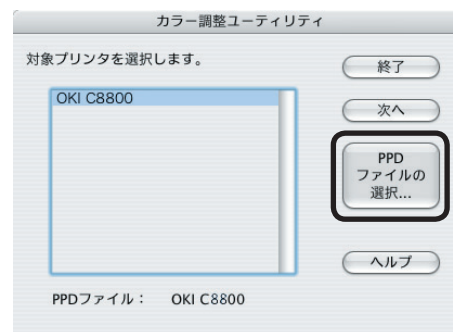 カラー調整ユーティリティ
対象プリンタを選択します。
OKI C8800
終了
次へ
PPD
ファイルの
選択...
ヘルプ
PPDファイル： OKI C8800